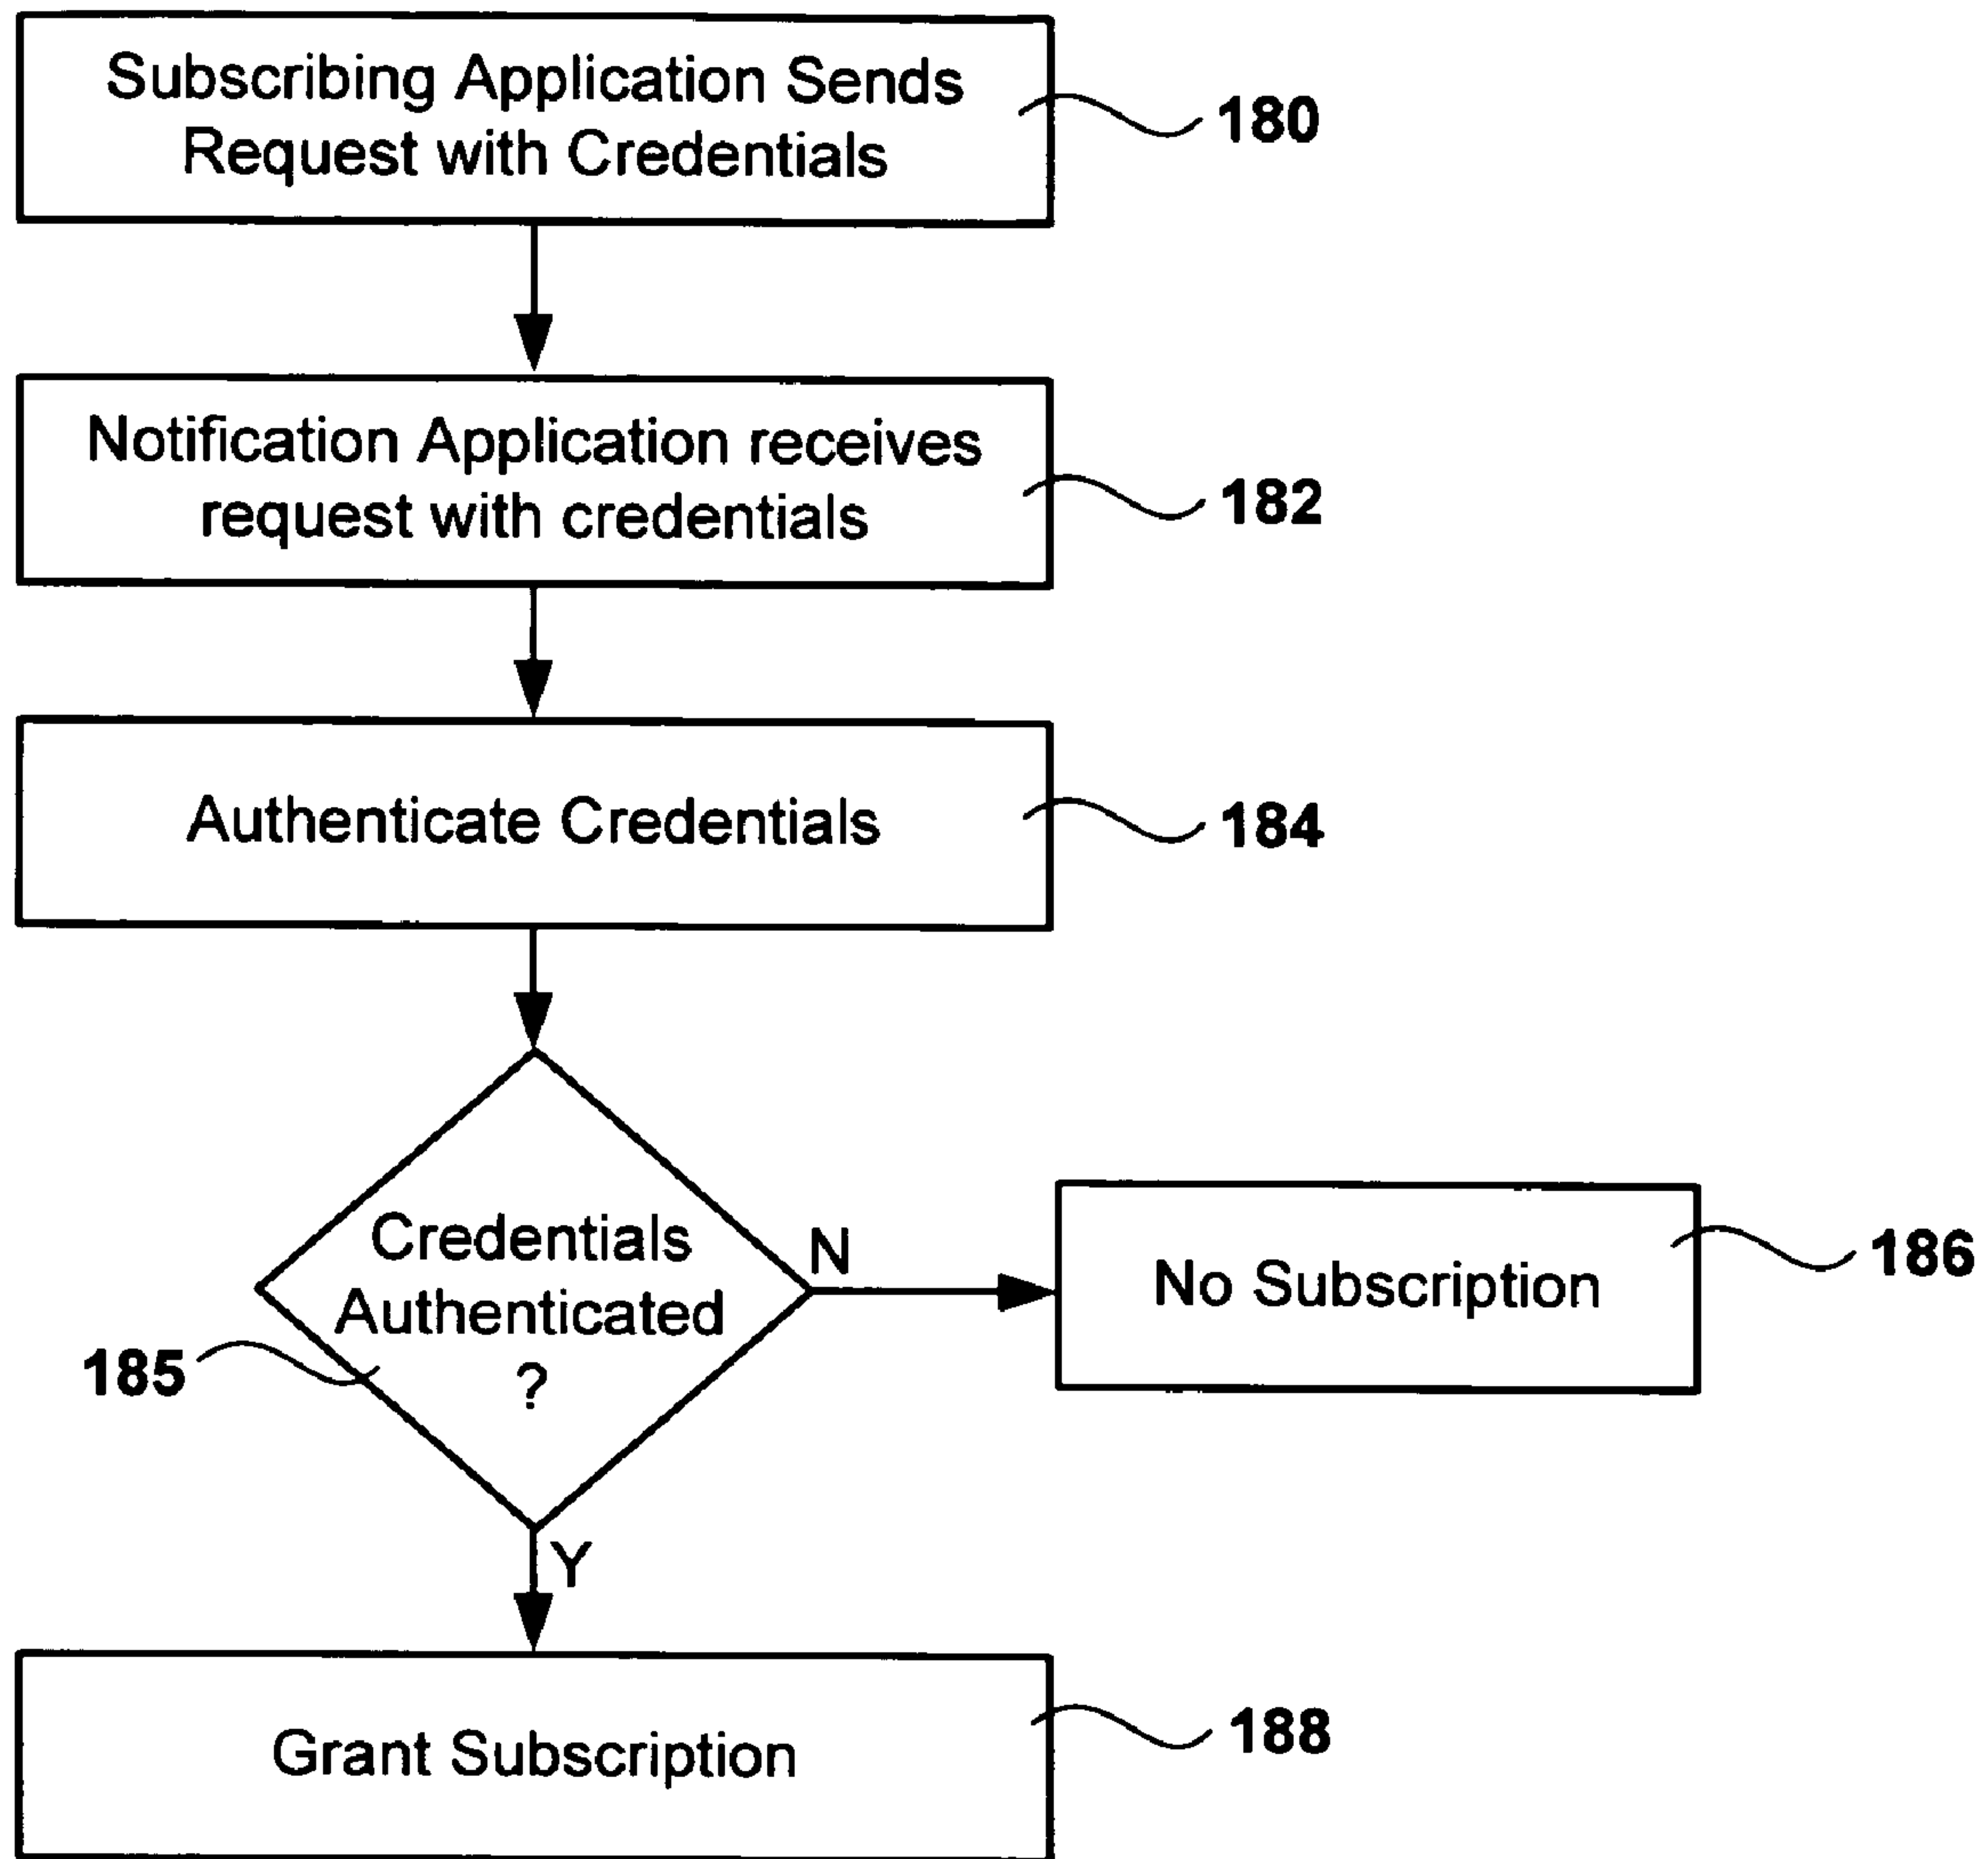 Subscribing Application Sends
Request with Credentials
180
Notification Application receives
request with credentials
182
Authenticate Credentials
184
Credentials
Authenticated
?
185
N
No Subscription
186
Y
Grant Subscription
188